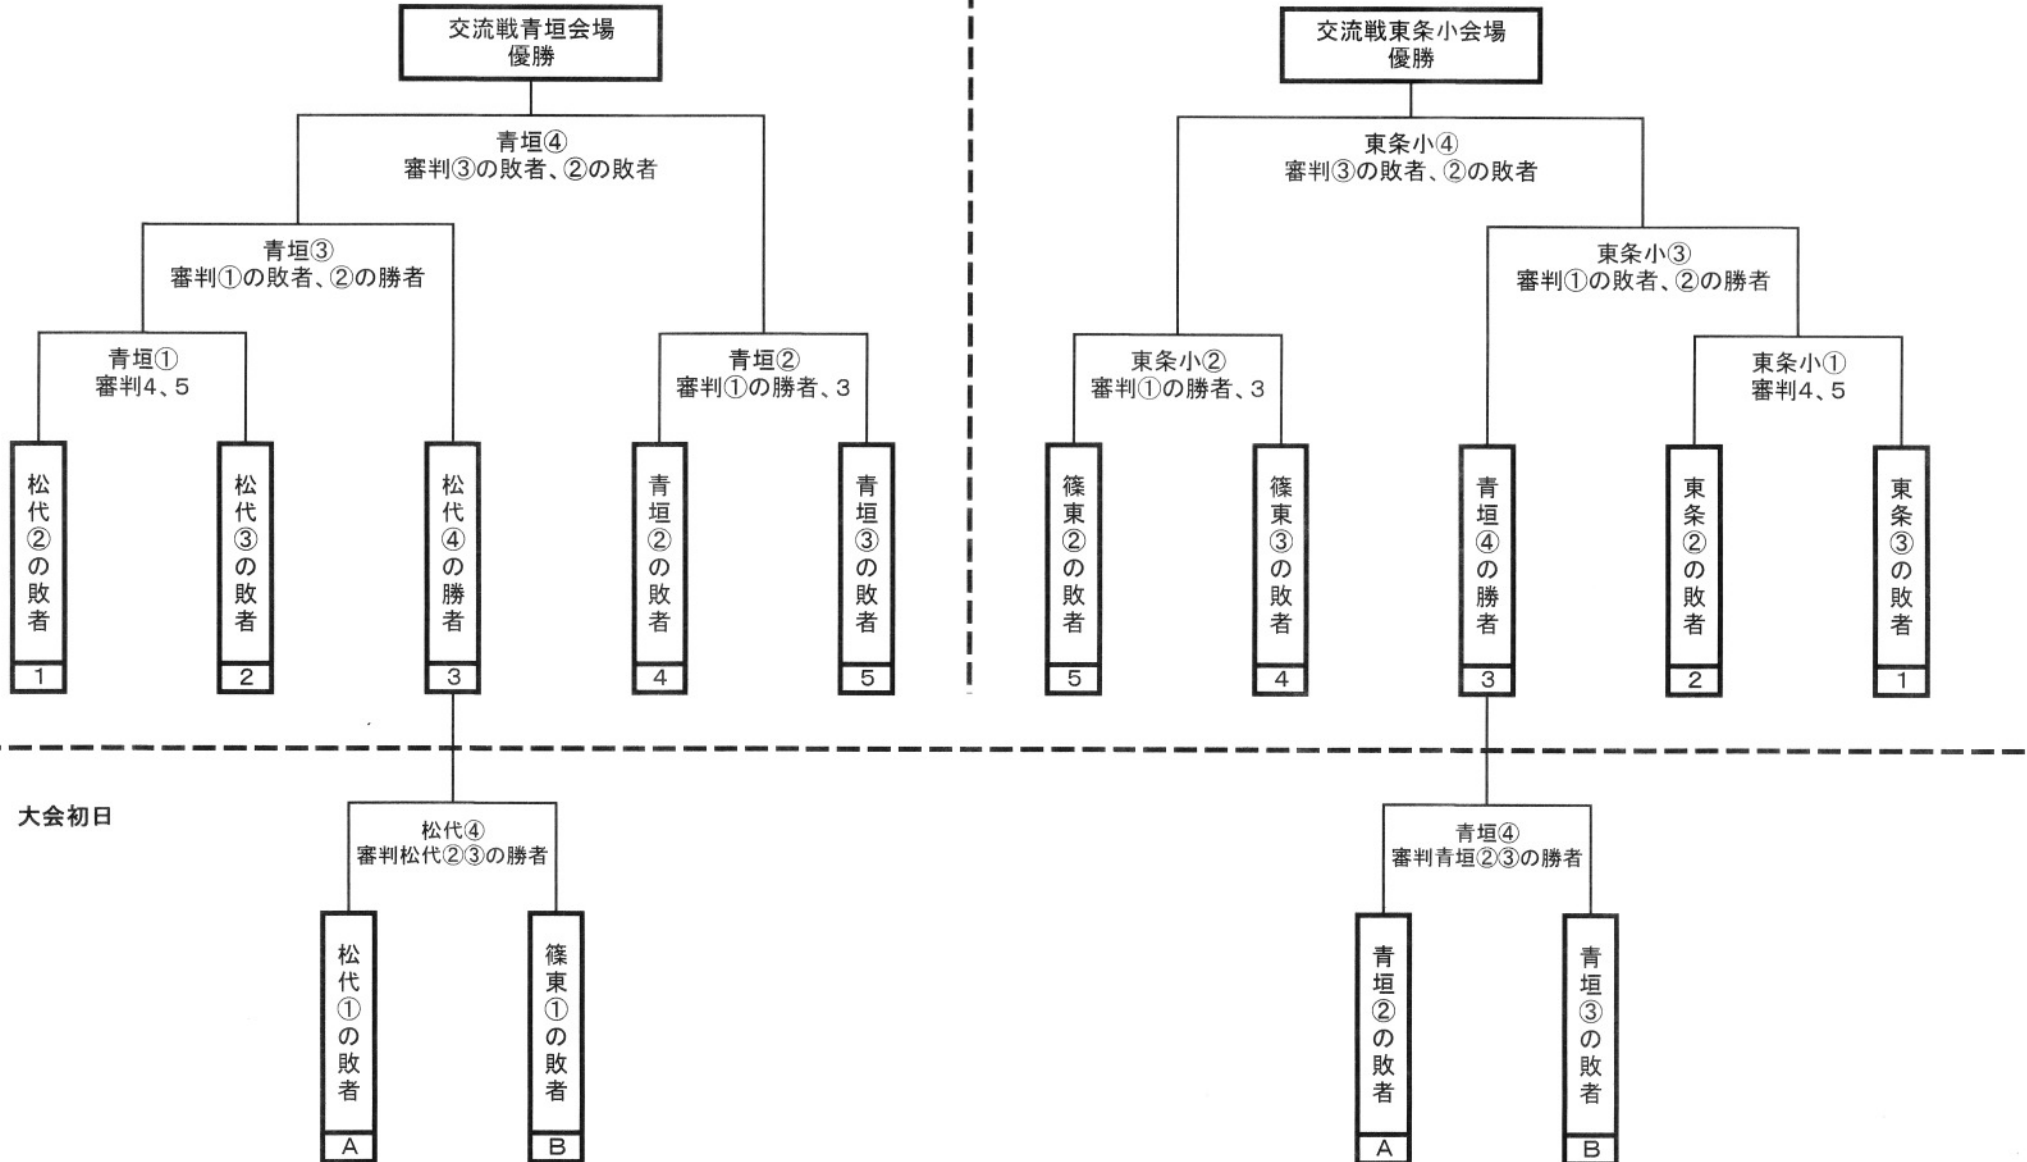 交流戦青垣会場
優勝
青垣④
審判③の敗者、②の敗者
青垣③
審判①の敗者、②の勝者
青垣①
審判4、5
青垣②
審判①の勝者、3
松代②の敗者
1
松代③の敗者
2
松代④の勝者
3
青垣②の敗者
4
青垣③の敗者
5
交流戦東条小会場
優勝
東条小④
審判③の敗者、②の敗者
東条小③
審判①の敗者、②の勝者
東条小②
審判①の勝者、3
東条小①
審判4、5
篠東②の敗者
5
篠東③の敗者
4
青垣④の勝者
3
東条②の敗者
2
東条③の敗者
1
大会初日
松代④
審判松代②③の勝者
松代①の敗者
A
篠東①の敗者
B
青垣④
審判青垣②③の勝者
青垣②の敗者
A
青垣③の敗者
B